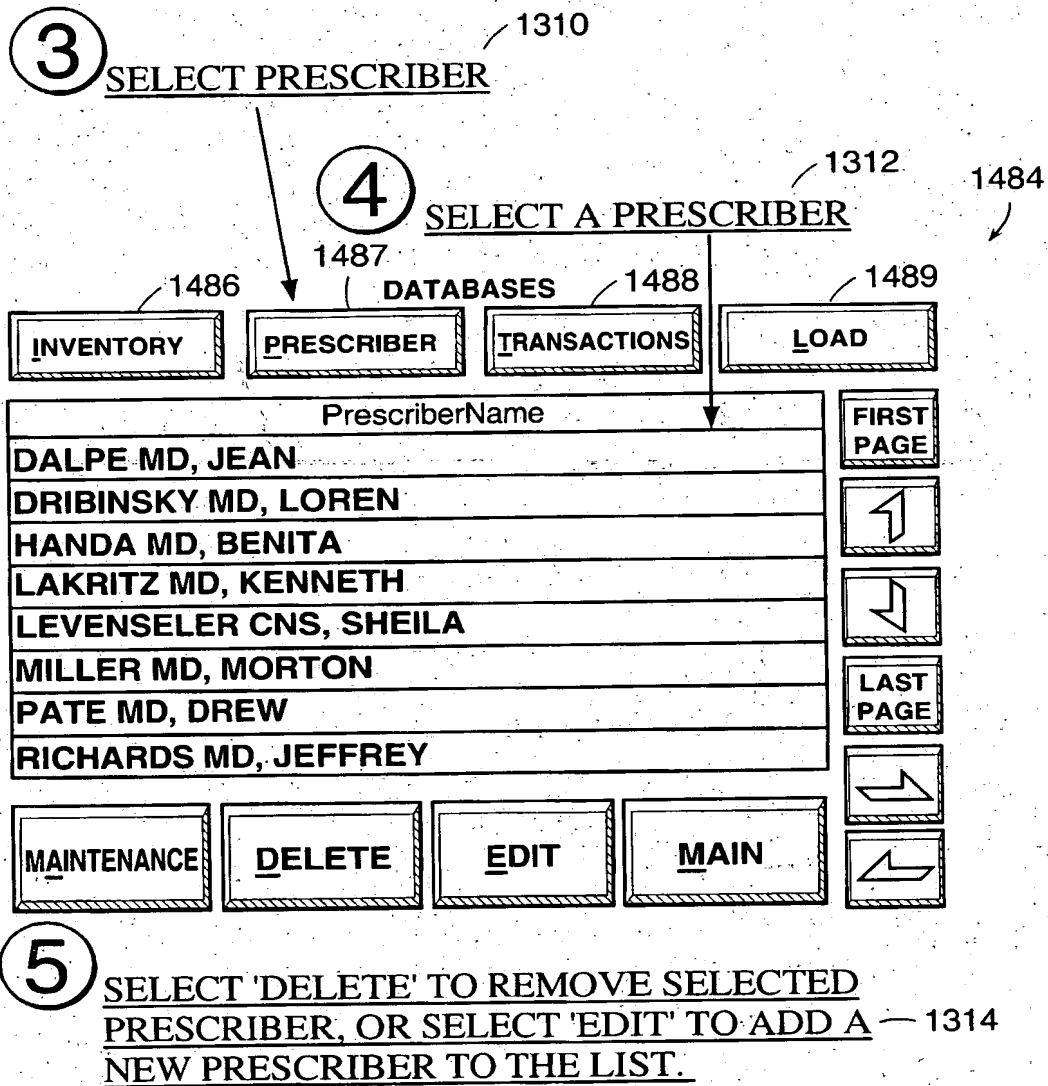 3 SELECT PRESCRIBER 1310
4 SELECT A PRESCRIBER 1312
1484
1486 1487 DATABASES 1488 1489
INVENTORY PRESCRIBER TRANSACTIONS LOAD
PrescriberName
FIRST
PAGE
DALPE MD, JEAN
DRIBINSKY MD, LOREN
HANDA MD, BENITA
LAKRITZ MD, KENNETH
LEVENSELER CNS, SHEILA
MILLER MD, MORTON
PATE MD, DREW
RICHARDS MD, JEFFREY
LAST
PAGE
MAINTENANCE DELETE EDIT MAIN
5 SELECT 'DELETE' TO REMOVE SELECTED
PRESCRIBER, OR SELECT 'EDIT' TO ADD A 1314
NEW PRESCRIBER TO THE LIST.